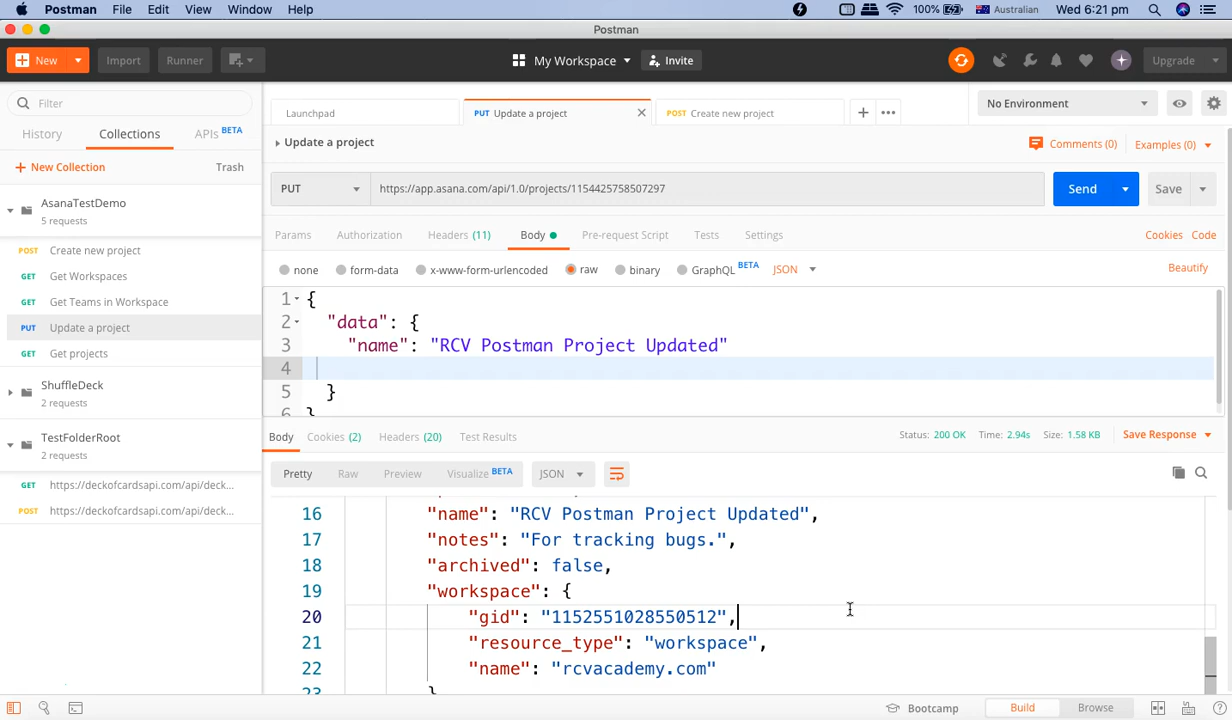 Postman File Edit View Window Help 100% Australian Wed 6:21 pm
Postman
New Import Runner My Workspace Invite Upgrade
Filter
History Collections APIs BETA
New Collection Trash
AsanaTestDemo
5 requests
POST Create new project
GET Get Workspaces
GET Get Teams in Workspace
PUT Update a project
GET Get projects
ShuffleDeck
2 requests
TestFolderRoot
2 requests
GET https://deckofcardsapi.com/api/deck...
POST https://deckofcardsapi.com/api/deck...
Launchpad PUT Update a project POST Create new project No Environment
Update a project Comments (0) Examples (0)
PUT https://app.asana.com/api/1.0/projects/1154425758507297 Send Save
Params Authorization Headers (11) Body Pre-request Script Tests Settings Cookies Code
none form-data x-www-form-urlencoded raw binary GraphQL BETA JSON Beautify
1 {
2 "data": {
3 "name": "RCV Postman Project Updated"
4
5 }
6 }
Body Cookies (2) Headers (20) Test Results Status: 200 OK Time: 2.94s Size: 1.58 KB Save Response
Pretty Raw Preview Visualize BETA JSON
16 "name": "RCV Postman Project Updated",
17 "notes": "For tracking bugs.",
18 "archived": false,
19 "workspace": {
20 "gid": "1152551028550512",
21 "resource_type": "workspace",
22 "name": "rcvacademy.com"
23 }
Bootcamp Build Browse